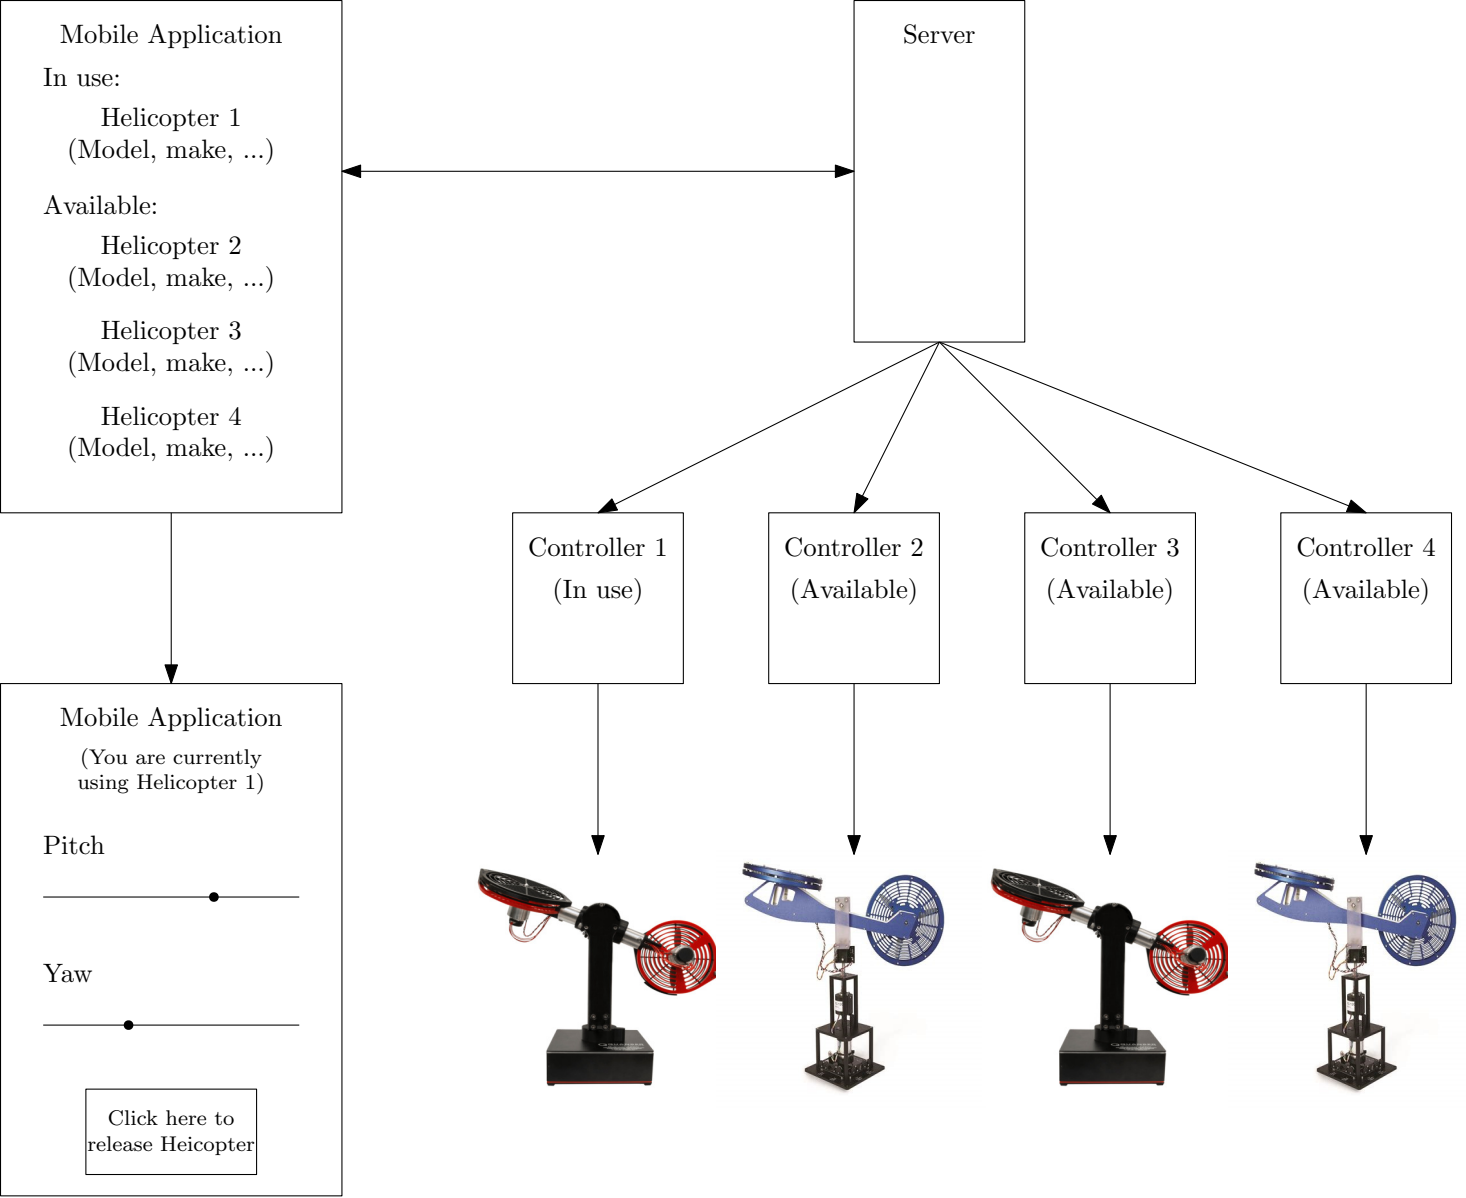 Mobile Application
In use:
Helicopter 1
(Model, make, ...)
Available:
Helicopter 2
(Model, make, ...)
Helicopter 3
(Model, make, ...)
Helicopter 4
(Model, make, ...)
Server
Controller 1
(In use)
Controller 2
(Available)
Controller 3
(Available)
Controller 4
(Available)
Mobile Application
(You are currently
using Helicopter 1)
Pitch
Yaw
Click here to
release Heicopter